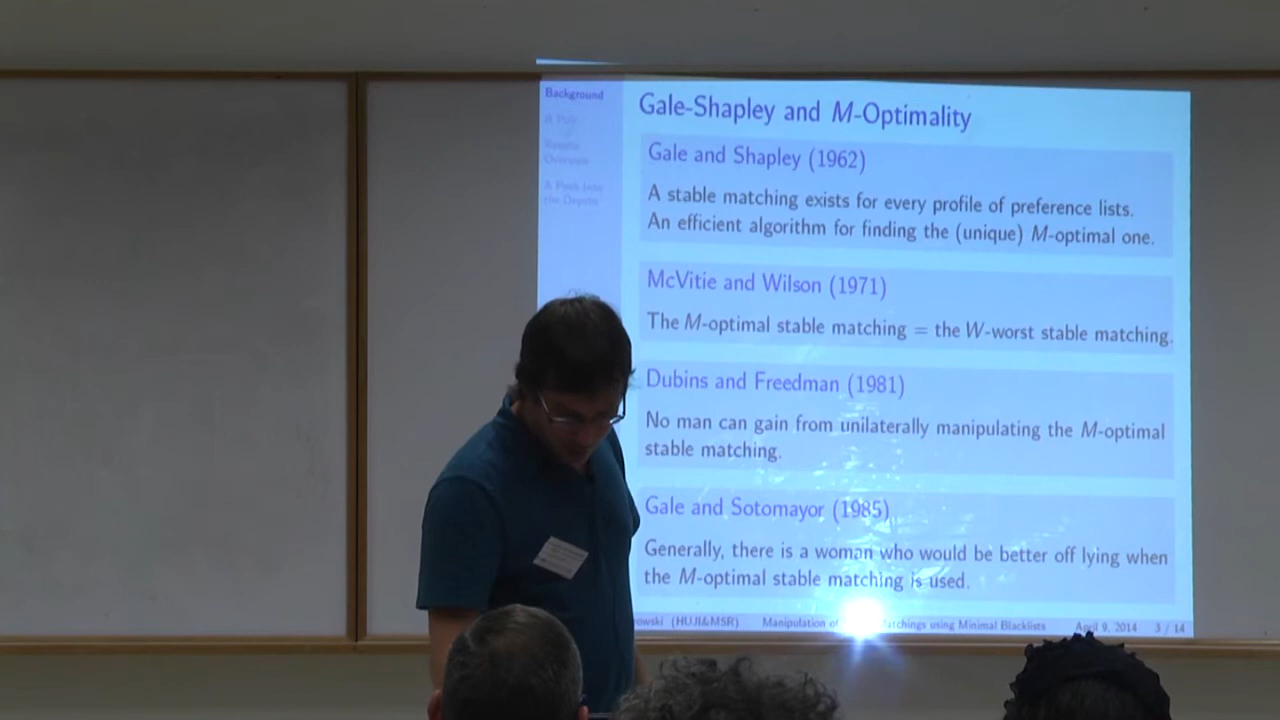 Background
Gale-Shapley and M-Optimality
Gale and Shapley (1962)
A stable matching exists for every profile of preference lists.
An efficient algorithm for finding the (unique) M-optimal one.
McVitie and Wilson (1971)
The M-optimal stable matching = the W-worst stable matching.
Dubins and Freedman (1981)
No man can gain from unilaterally manipulating the M-optimal
stable matching.
Gale and Sotomayor (1985)
Generally, there is a woman who would be better off lying when
the M-optimal stable matching is used.
(HUJI&MSR) Manipulation using Minimal Blacklists April 9, 2014 3 / 14